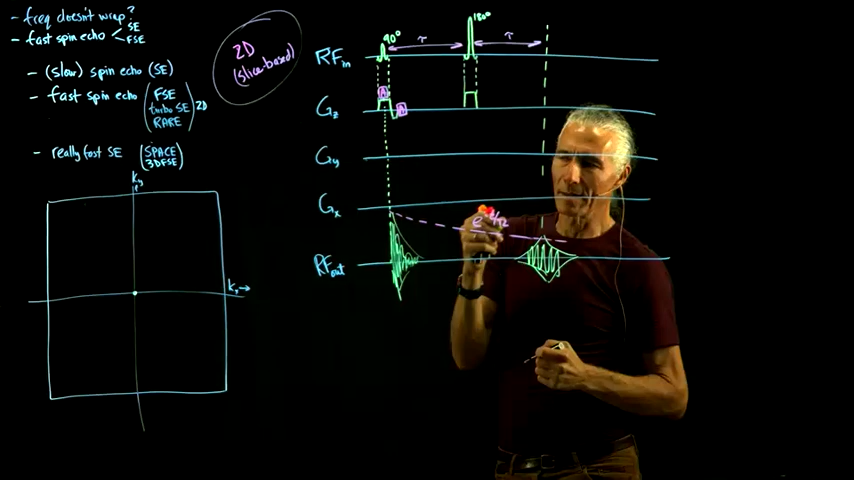 - freq doesn't wrap?
- fast spin echo < SE
FSE
- (slow) spin echo (SE)
- fast spin echo (FSE
turbo SE
RARE) 2D
- really fast SE (SPACE
3DFSE)
2D
(slice-based)
ky
kx→
90°
180°
τ
τ
RFin
Gz
Gy
Gx
RFout